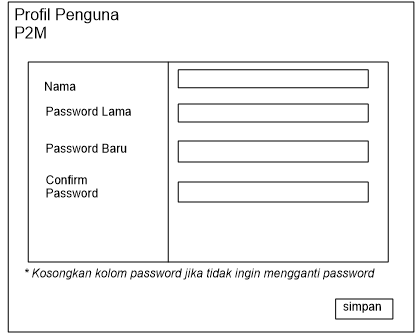 Profil Penguna
P2M
Nama
Password Lama
Password Baru
Confirm
Password
* Kosongkan kolom password jika tidak ingin mengganti password
simpan